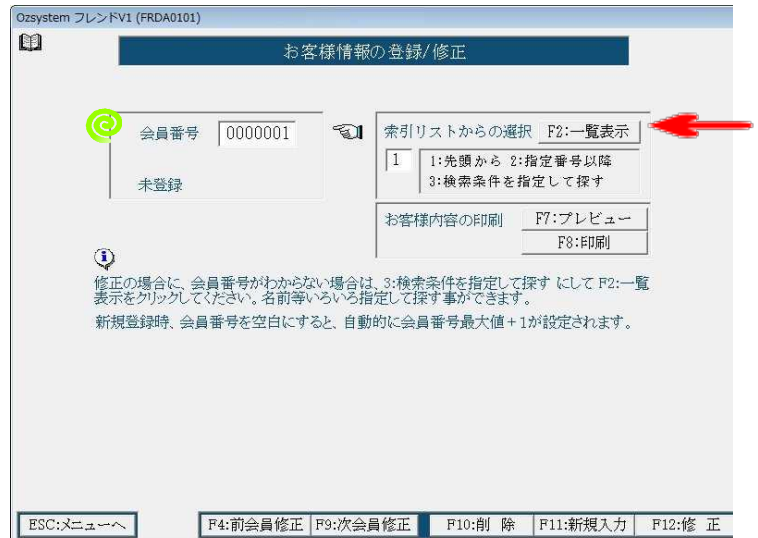 Ozsystem フレンドV1 (FRDA0101)
お客様情報の登録/修正
会員番号 0000001
未登録
索引リストからの選択 F2:一覧表示
1 1:先頭から 2:指定番号以降
3:検索条件を指定して探す
お客様内容の印刷 F7:プレビュー
F8:印刷
修正の場合に、会員番号がわからない場合は、3:検索条件を指定して探す にして F2:一覧
表示をクリックしてください。名前等いろいろ指定して探す事ができます。
新規登録時、会員番号を空白にすると、自動的に会員番号最大値+1が設定されます。
ESC:メニューへ F4:前会員修正 F9:次会員修正 F10:削 除 F11:新規入力 F12:修 正